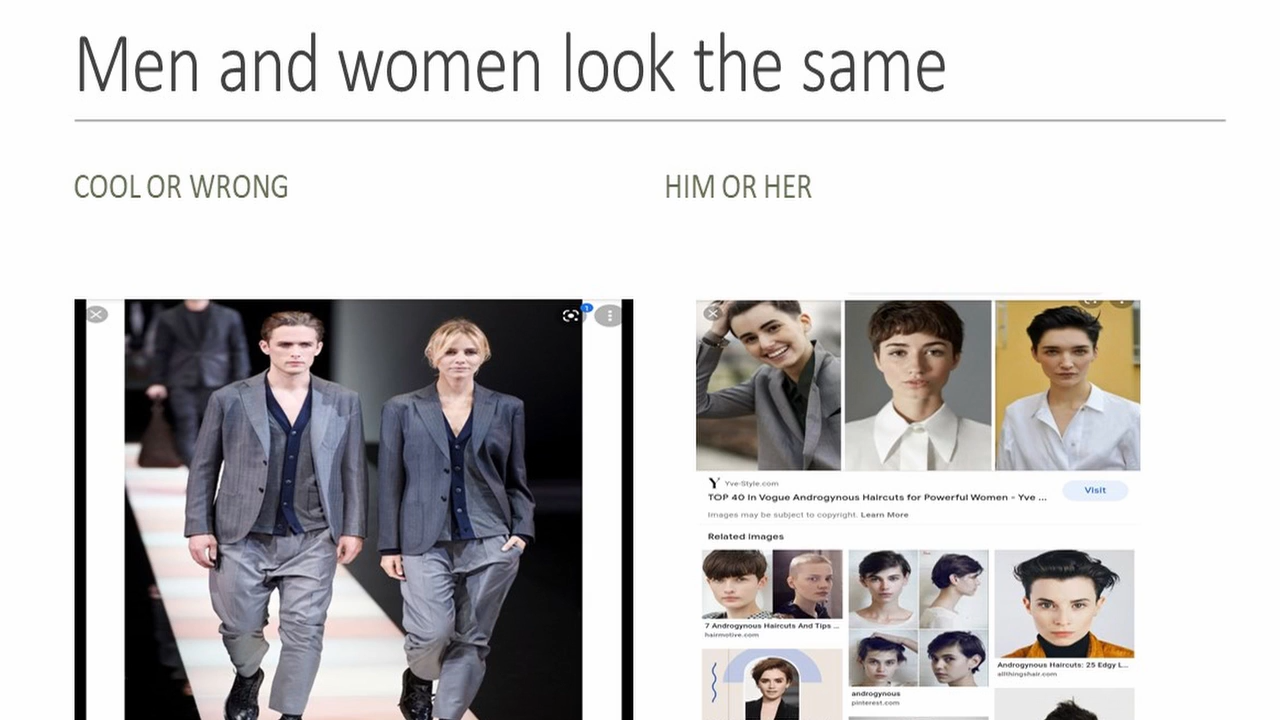 Men and women look the same
COOL OR WRONG
HIM OR HER
1
Y Yve-Style.com
TOP 40 In Vogue Androgynous Haircuts for Powerful Women - Yve ...
Visit
Images may be subject to copyright. Learn More
Related images
7 Androgynous Haircuts And Tips ...
hairmotive.com
androgynous
pinterest.com
Androgynous Haircuts: 25 Edgy L...
allthingshair.com